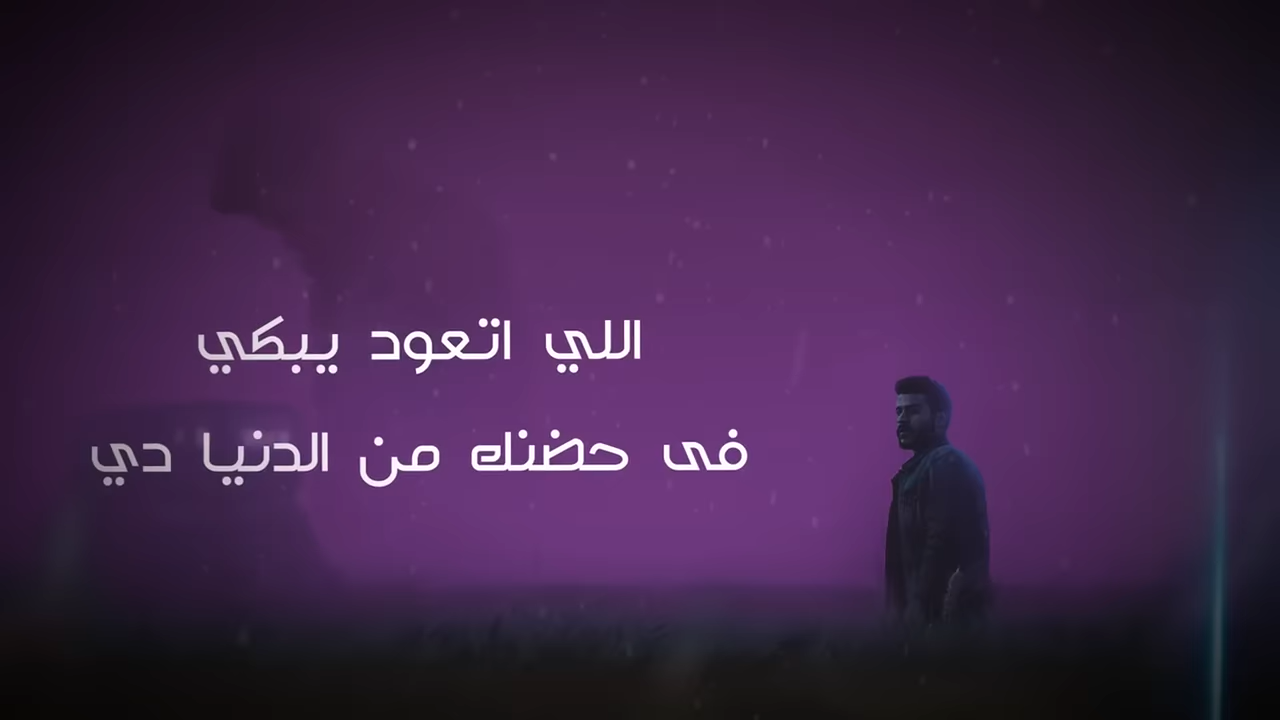 اللي اتعود يبكي
فى حضنك من الدنيا دي